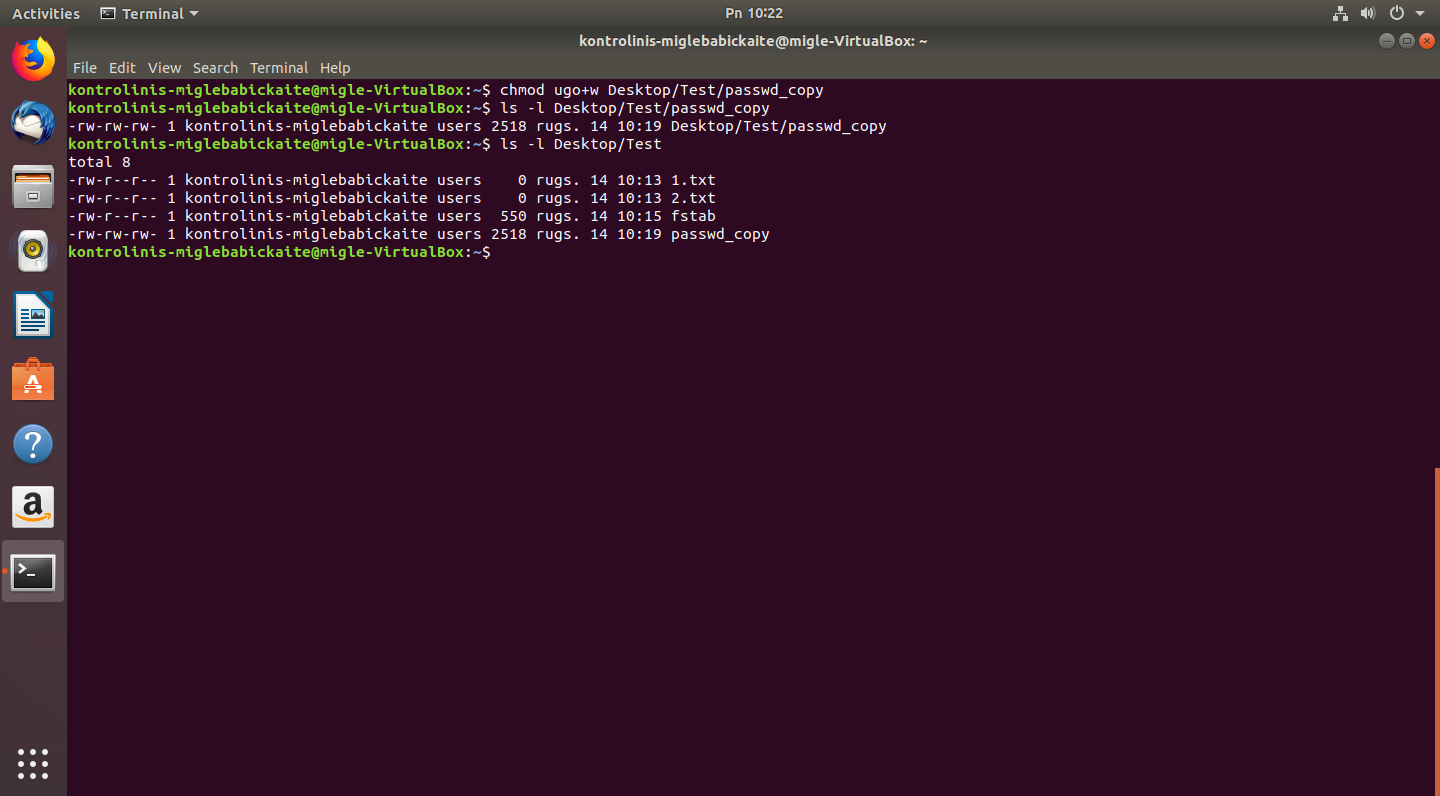 Activities Terminal Pn 10:22
kontrolinis-miglebabickaite@migle-VirtualBox: ~
File Edit View Search Terminal Help
kontrolinis-miglebabickaite@migle-VirtualBox:~$ chmod ugo+w Desktop/Test/passwd_copy
kontrolinis-miglebabickaite@migle-VirtualBox:~$ ls -l Desktop/Test/passwd_copy
-rw-rw-rw- 1 kontrolinis-miglebabickaite users 2518 rugs. 14 10:19 Desktop/Test/passwd_copy
kontrolinis-miglebabickaite@migle-VirtualBox:~$ ls -l Desktop/Test
total 8
-rw-r--r-- 1 kontrolinis-miglebabickaite users    0 rugs. 14 10:13 1.txt
-rw-r--r-- 1 kontrolinis-miglebabickaite users    0 rugs. 14 10:13 2.txt
-rw-r--r-- 1 kontrolinis-miglebabickaite users  550 rugs. 14 10:15 fstab
-rw-rw-rw- 1 kontrolinis-miglebabickaite users 2518 rugs. 14 10:19 passwd_copy
kontrolinis-miglebabickaite@migle-VirtualBox:~$